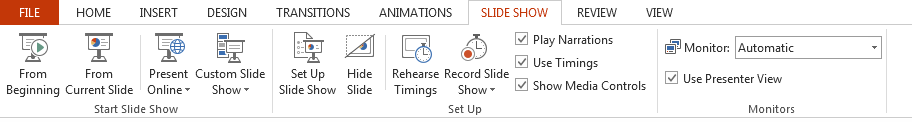 FILE HOME INSERT DESIGN TRANSITIONS ANIMATIONS SLIDE SHOW REVIEW VIEW
From Beginning
From Current Slide
Present Online
Custom Slide Show
Start Slide Show
Set Up Slide Show
Hide Slide
Rehearse Timings
Record Slide Show
Play Narrations
Use Timings
Show Media Controls
Set Up
Monitor: Automatic
Use Presenter View
Monitors